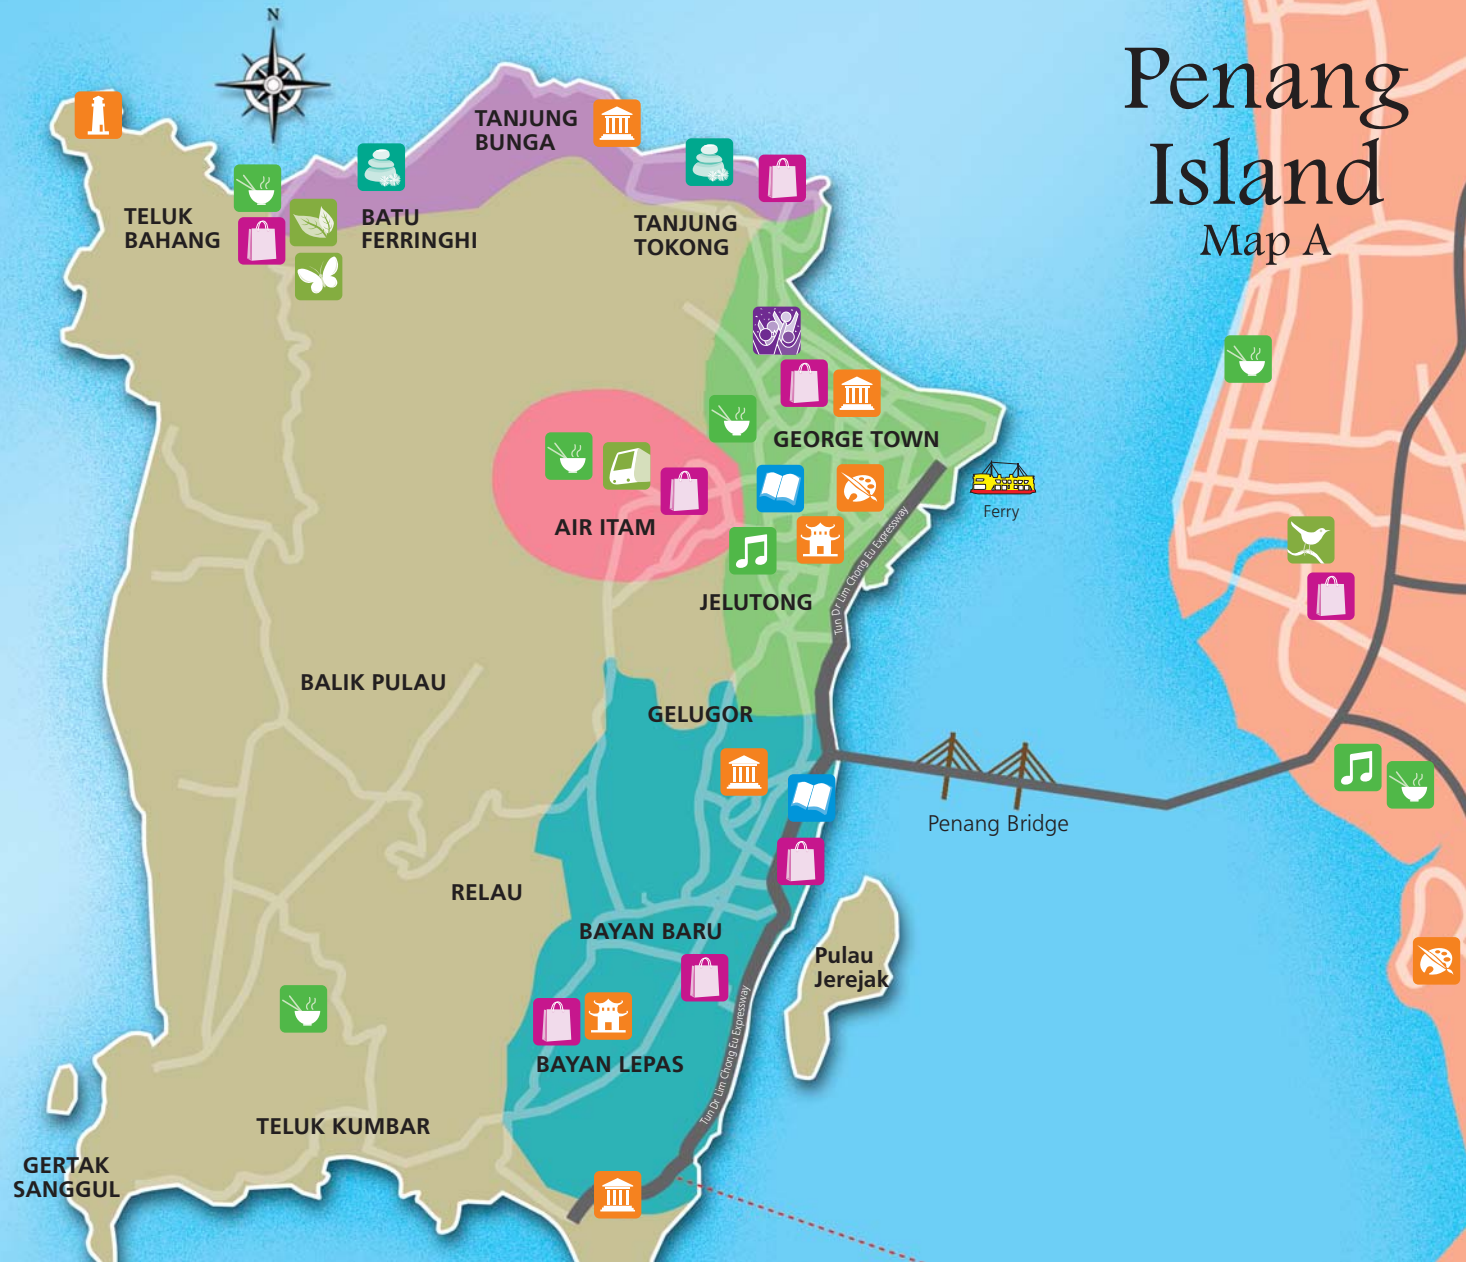 N
Penang
Island
Map A
TANJUNG
BUNGA
TELUK
BAHANG
BATU
FERRINGHI
TANJUNG
TOKONG
GEORGE TOWN
Ferry
AIR ITAM
Tun Dr Lim Chong Eu Expressway
JELUTONG
BALIK PULAU
GELUGOR
Penang Bridge
RELAU
BAYAN BARU
Pulau
Jerejak
Tun Dr Lim Chong Eu Expressway
BAYAN LEPAS
TELUK KUMBAR
GERTAK
SANGGUL